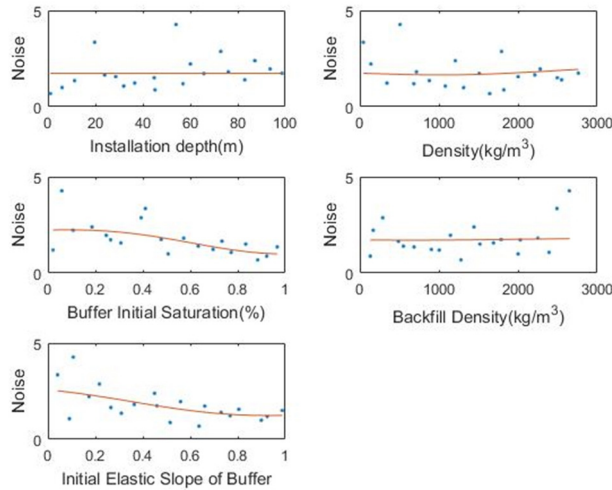 5
Noise
0
0 20 40 60 80 100
Installation depth(m)
5
Noise
0
0 1000 2000 3000
Density(kg/m³)
5
Noise
0
0 0.2 0.4 0.6 0.8 1
Buffer Initial Saturation(%)
5
Noise
0
0 1000 2000 3000
Backfill Density(kg/m³)
5
Noise
0
0 0.2 0.4 0.6 0.8 1
Initial Elastic Slope of Buffer